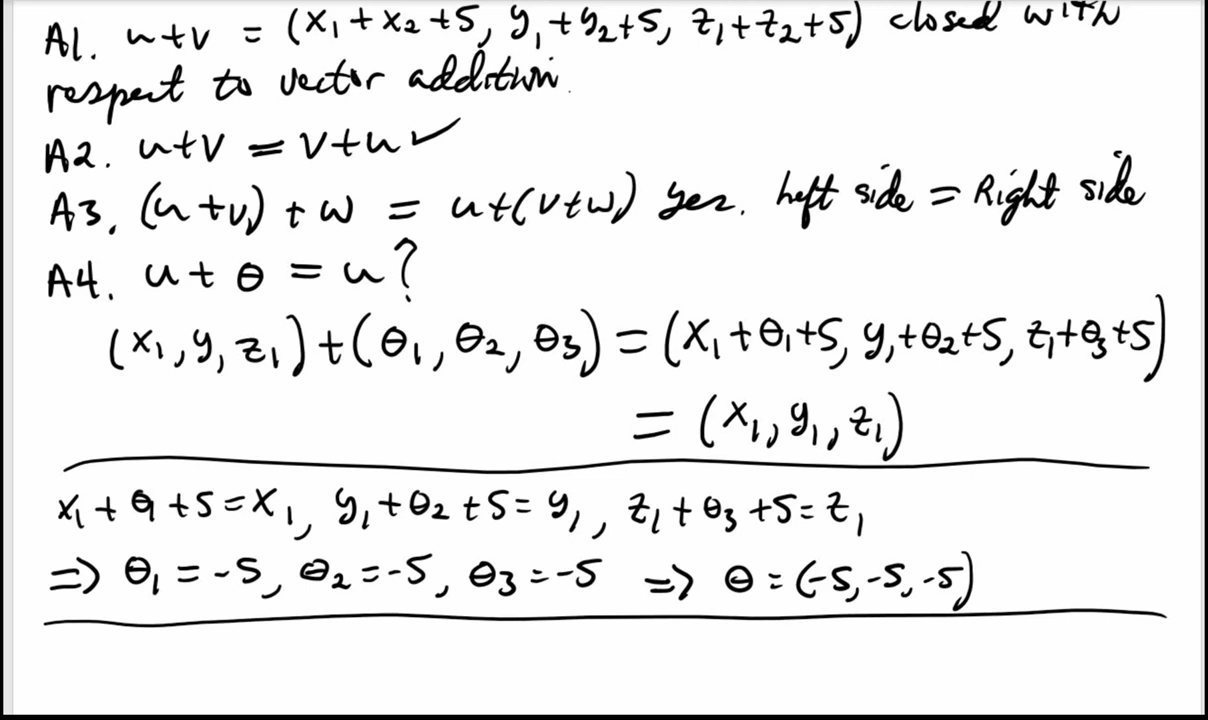 A1. u+v = (x₁+x₂+5, y₁+y₂+5, z₁+z₂+5) closed with
respect to vector addition.
A2. u+v = v+u ✓
A3. (u+v) + w = u+(v+w) yes. Left side = Right side
A4. u + θ = u?
(x₁, y, z₁)+(θ₁, θ₂, θ₃) = (x₁+θ₁+5, y₁+θ₂+5, z₁+θ₃+5)
= (x₁, y₁, z₁)
x₁+θ₁+5=x₁, y₁+θ₂+5=y₁, z₁+θ₃+5=z₁
=> θ₁=-5, θ₂=-5, θ₃=-5 => θ=(-5,-5,-5)